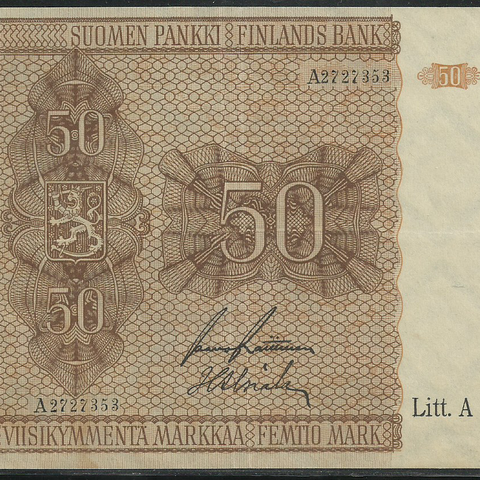 SUOMEN PANKKI FINLANDS BANK
A2727353
50
50
50
50
A2727353
Litt. A
VIISIKYMMENTÄ MARKKAA FEMTIO MARK